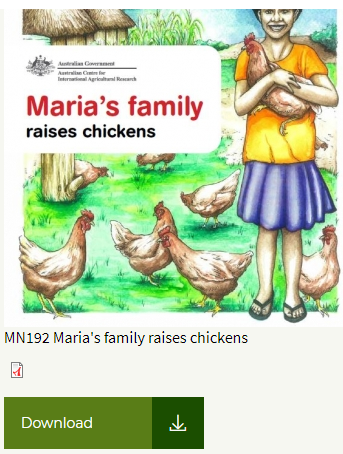 Australian Government
Australian Centre for
International Agricultural Research
Maria's family
raises chickens
MN192 Maria's family raises chickens
Download